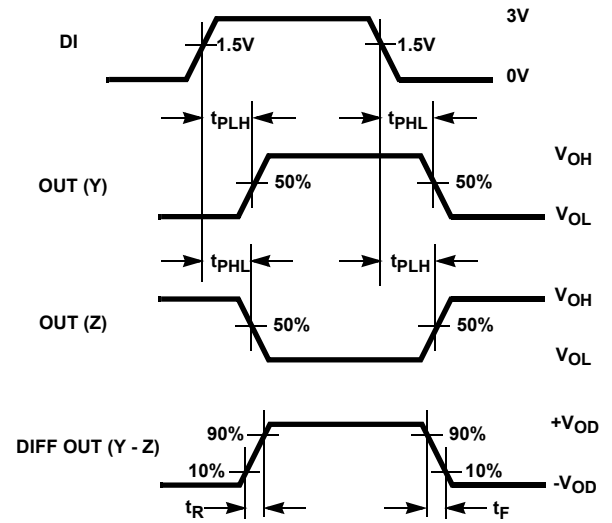 3V
DI
1.5V
1.5V
0V
tPLH
tPHL
VOH
OUT (Y)
50%
50%
VOL
tPHL
tPLH
VOH
OUT (Z)
50%
50%
VOL
+VOD
DIFF OUT (Y - Z)
90%
90%
10%
10%
-VOD
tR
tF